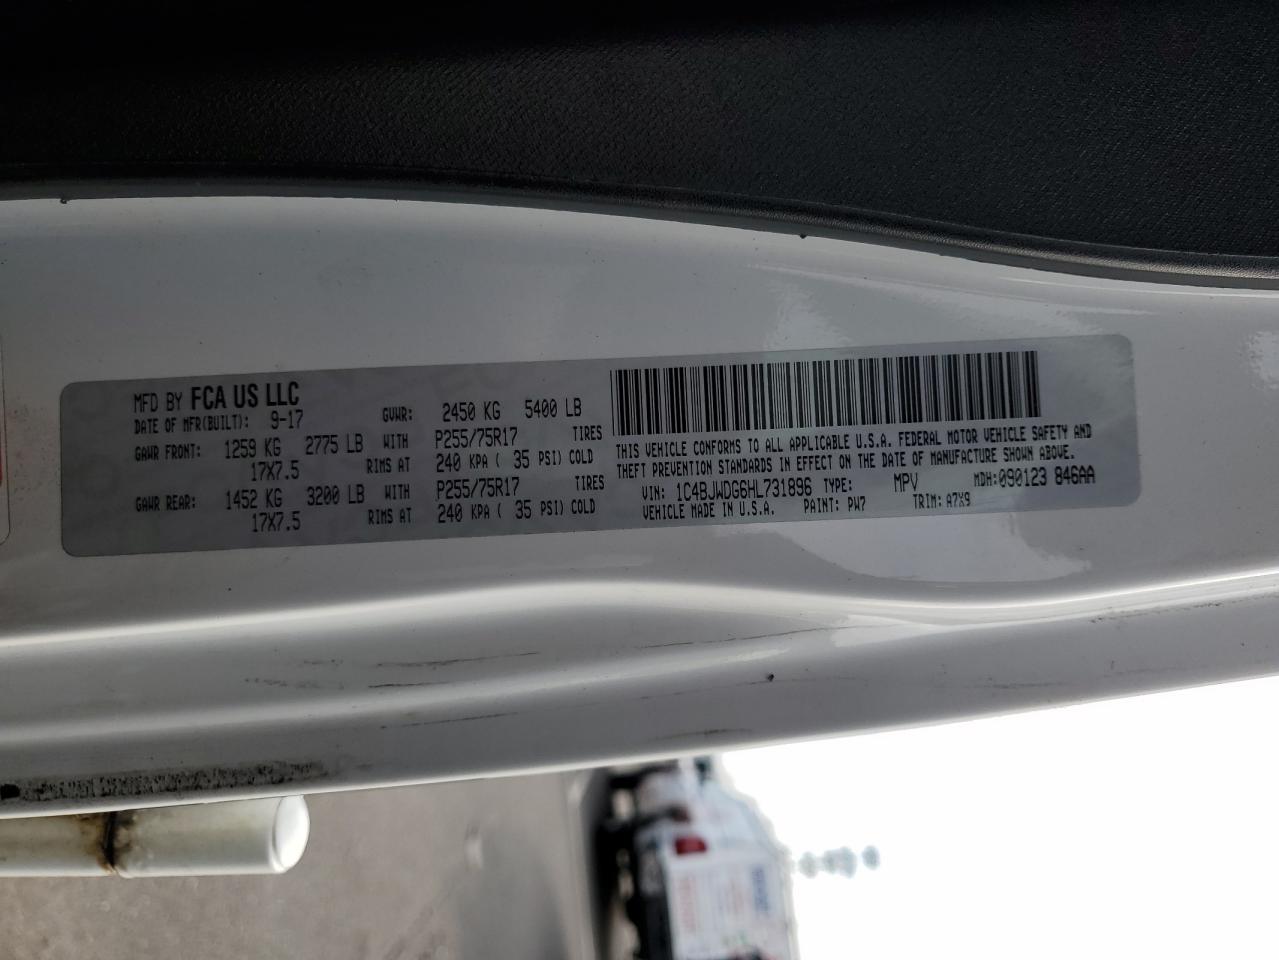 MFD BY FCA US LLC
DATE OF MFR(BUILT): 9-17 GVWR: 2450 KG 5400 LB
GAWR FRONT: 1259 KG 2775 LB WITH P255/75R17 TIRES
17X7.5 RIMS AT 240 KPA ( 35 PSI) COLD
GAWR REAR: 1452 KG 3200 LB WITH P255/75R17 TIRES
17X7.5 RIMS AT 240 KPA ( 35 PSI) COLD
THIS VEHICLE CONFORMS TO ALL APPLICABLE U.S.A. FEDERAL MOTOR VEHICLE SAFETY AND
THEFT PREVENTION STANDARDS IN EFFECT ON THE DATE OF MANUFACTURE SHOWN ABOVE.
VIN: 1C4BJWDG6HL731896 TYPE: MPV MDH:090123 846AA
VEHICLE MADE IN U.S.A. PAINT: PW7 TRIM: A7X9